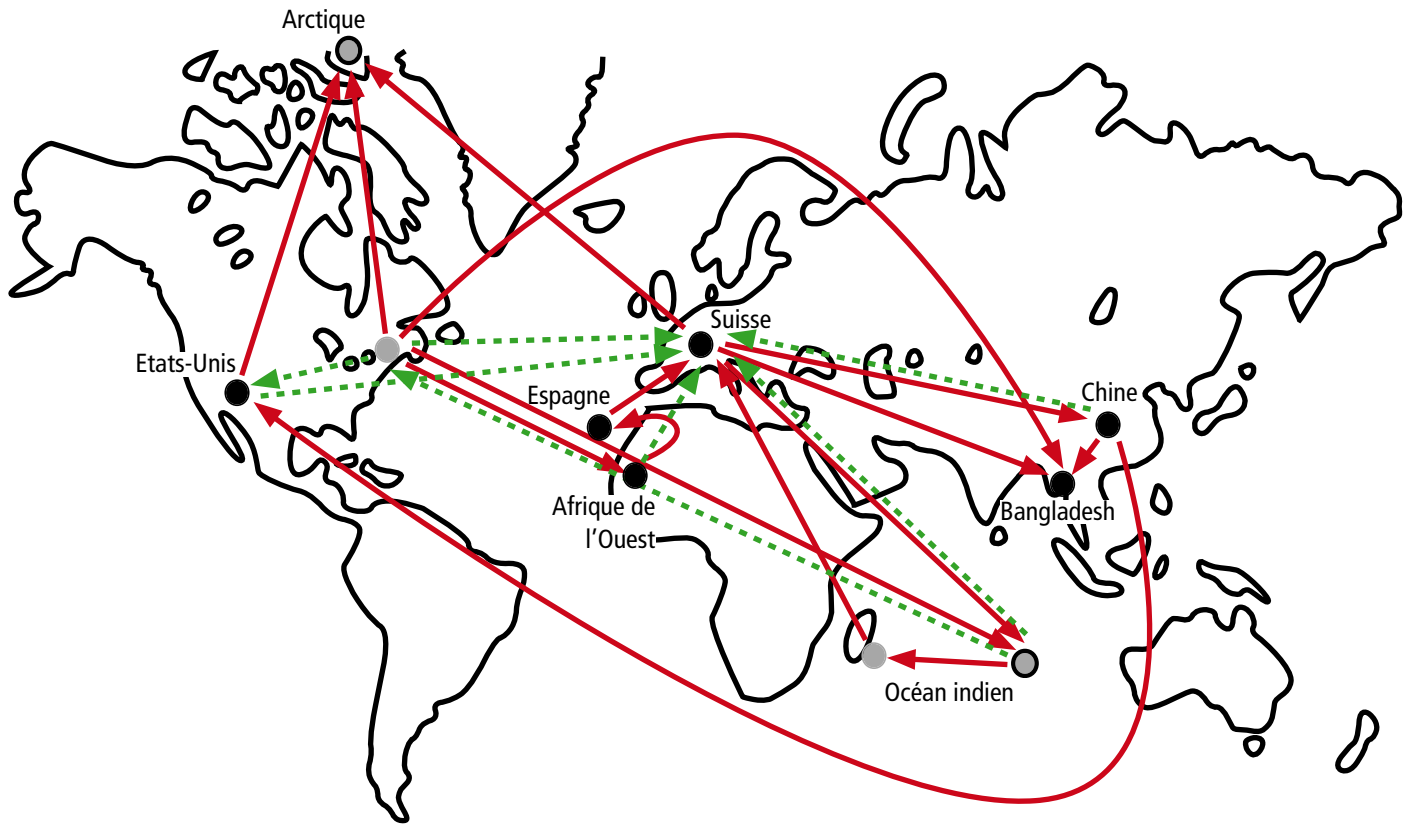 Arctique
Suisse
Etats-Unis
Espagne
Chine
Afrique de
l'Ouest
Bangladesh
Océan indien